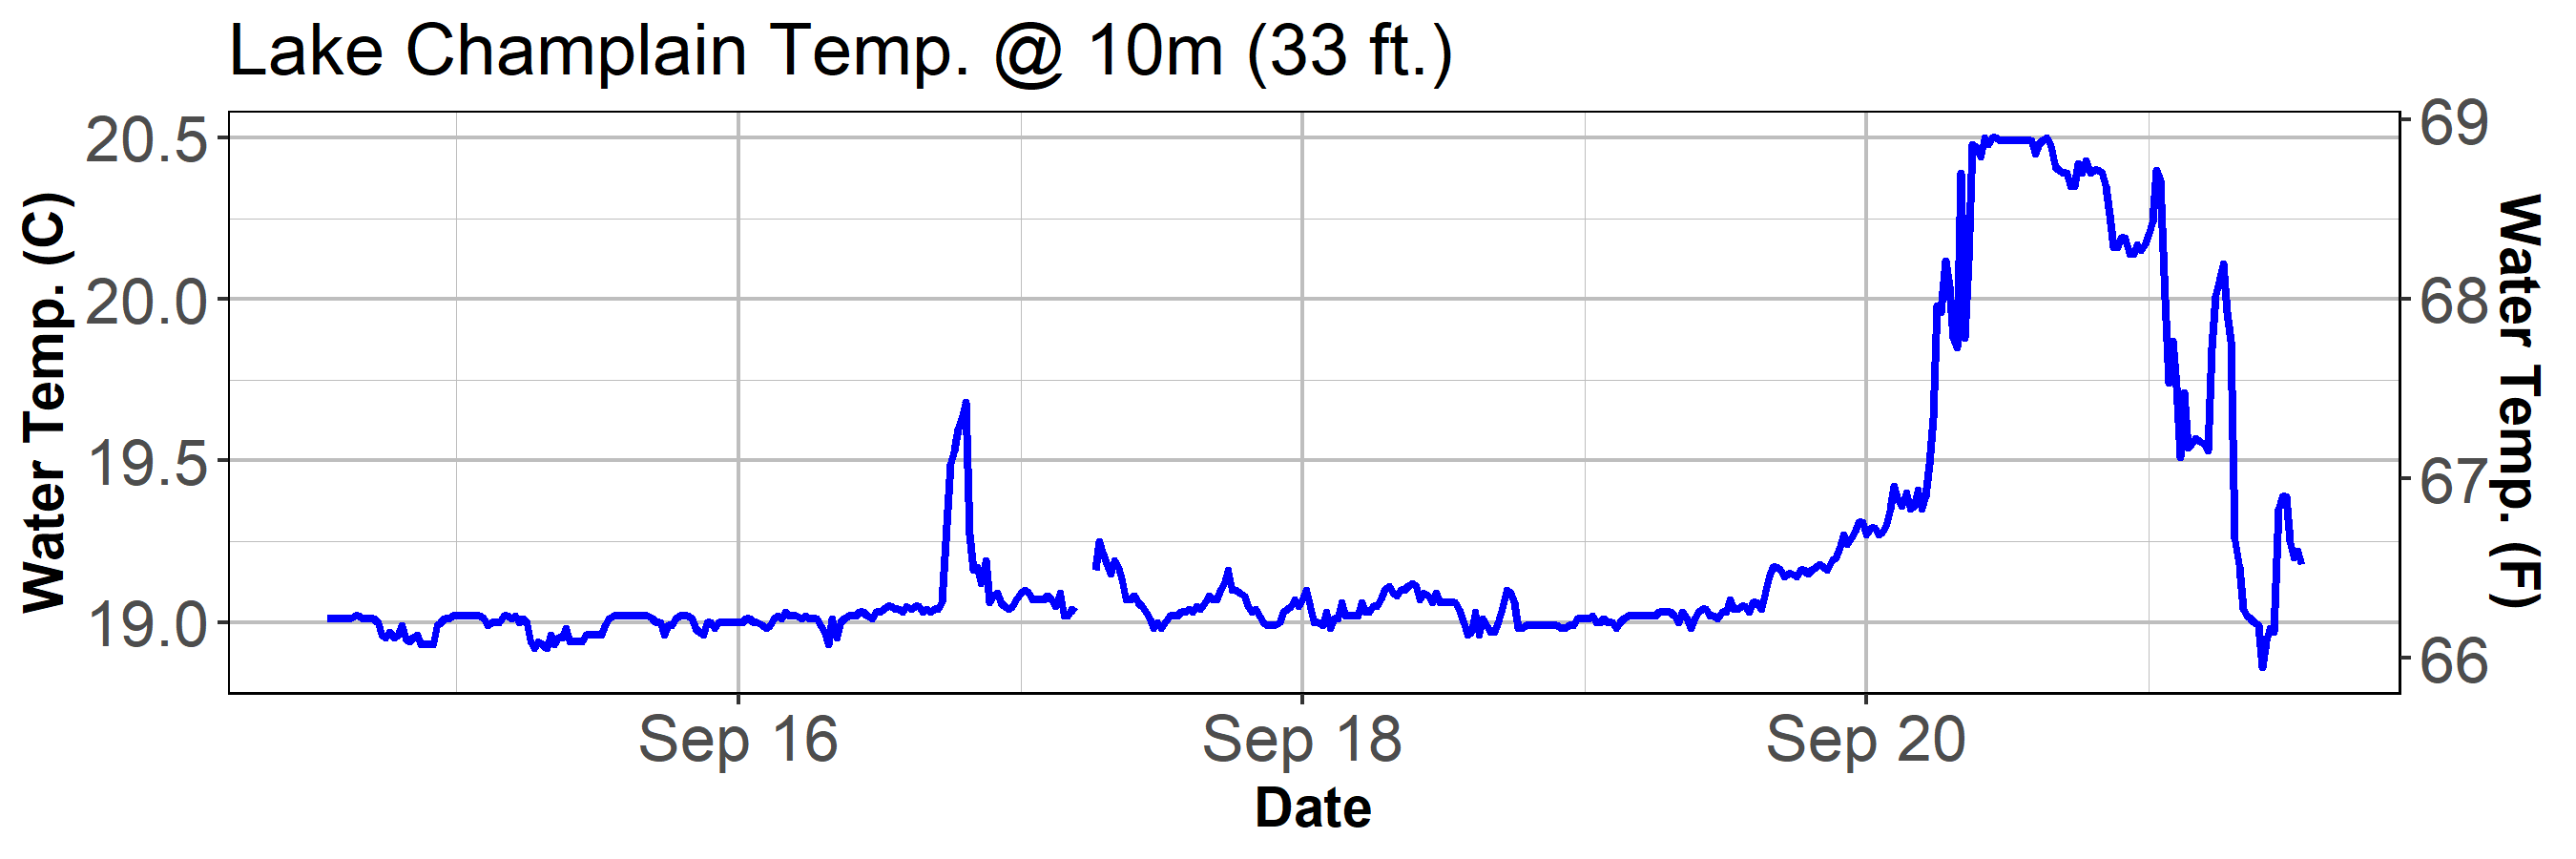 Lake Champlain Temp. @ 10m (33 ft.)
Water Temp. (C)
20.5
20.0
19.5
19.0
69
68
67
66
Water Temp. (F)
Sep 16
Sep 18
Sep 20
Date